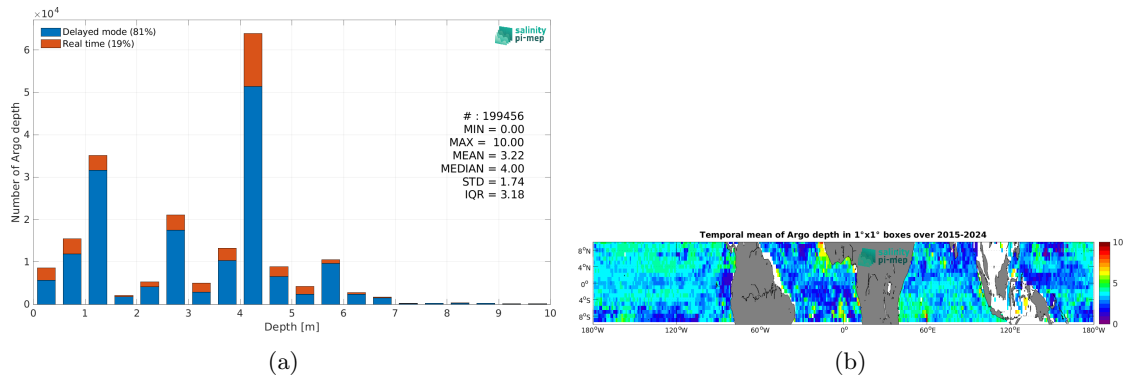 ×10⁴
Delayed mode (81%)
Real time (19%)
salinity
pi-mep
6
5
4
3
2
1
0
Number of Argo depth
# : 199456
MIN = 0.00
MAX = 10.00
MEAN = 3.22
MEDIAN = 4.00
STD = 1.74
IQR = 3.18
0 1 2 3 4 5 6 7 8 9 10
Depth [m]
(a)
Temporal mean of Argo depth in 1°x1° boxes over 2015-2024
salinity
pi-mep
8°N
4°N
0°
4°S
8°S
180°W 120°W 60°W 0° 60°E 120°E 180°W
10
5
0
(b)